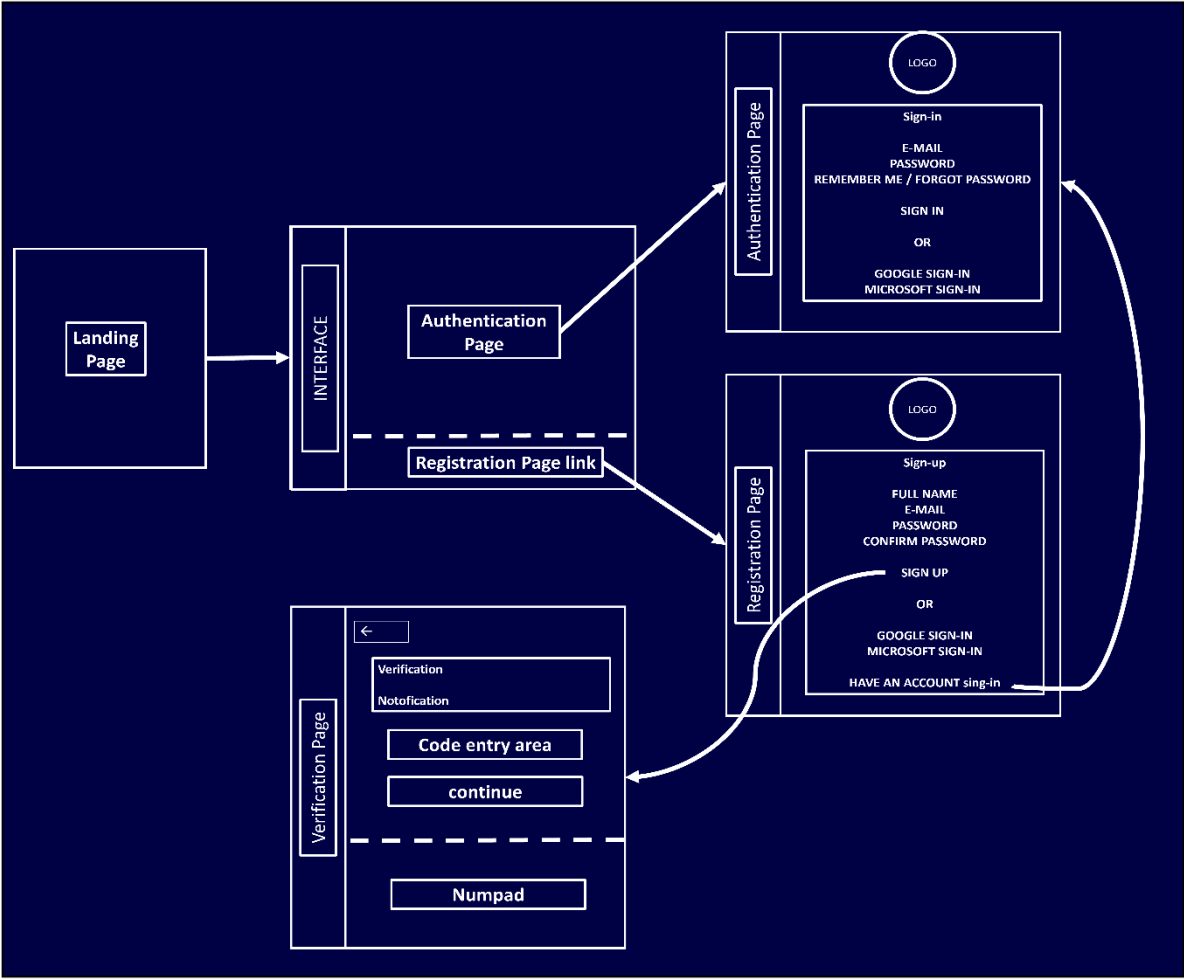 Landing
Page
INTERFACE
Authentication
Page
Registration Page link
Authentication Page
LOGO
Sign-in
E-MAIL
PASSWORD
REMEMBER ME / FORGOT PASSWORD
SIGN IN
OR
GOOGLE SIGN-IN
MICROSOFT SIGN-IN
Registration Page
LOGO
Sign-up
FULL NAME
E-MAIL
PASSWORD
CONFIRM PASSWORD
SIGN UP
OR
GOOGLE SIGN-IN
MICROSOFT SIGN-IN
HAVE AN ACCOUNT sing-in
Verification Page
Verification
Notofication
Code entry area
continue
Numpad